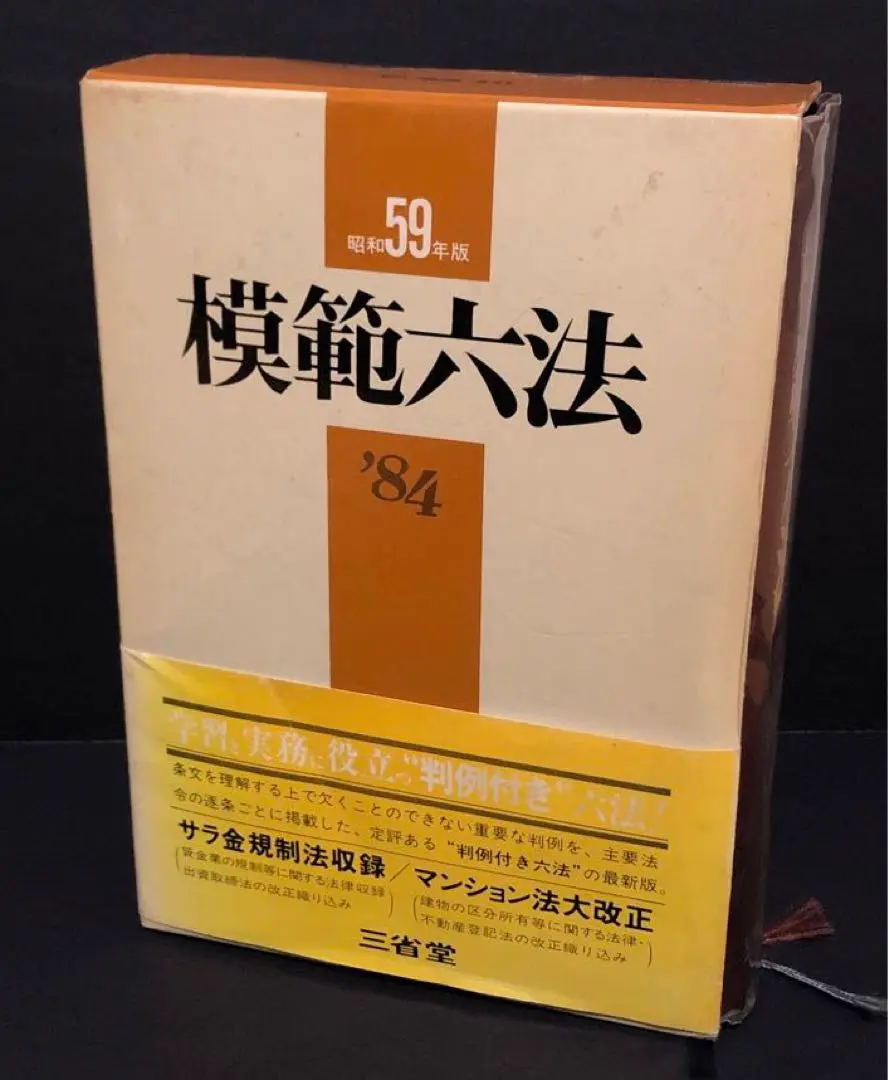 昭和59年版
模範六法
'84
学習と実務に役立つ“判例付き”六法！
条文を理解する上で欠くことのできない重要な判例を、主要法
令の逐条ごとに掲載した、定評ある“判例付き六法”の最新版。
サラ金規制法収録／マンション法大改正
(貸金業の規制等に関する法律収録
出資取締法の改正織り込み)
(建物の区分所有等に関する法律・
不動産登記法の改正織り込み)
三省堂